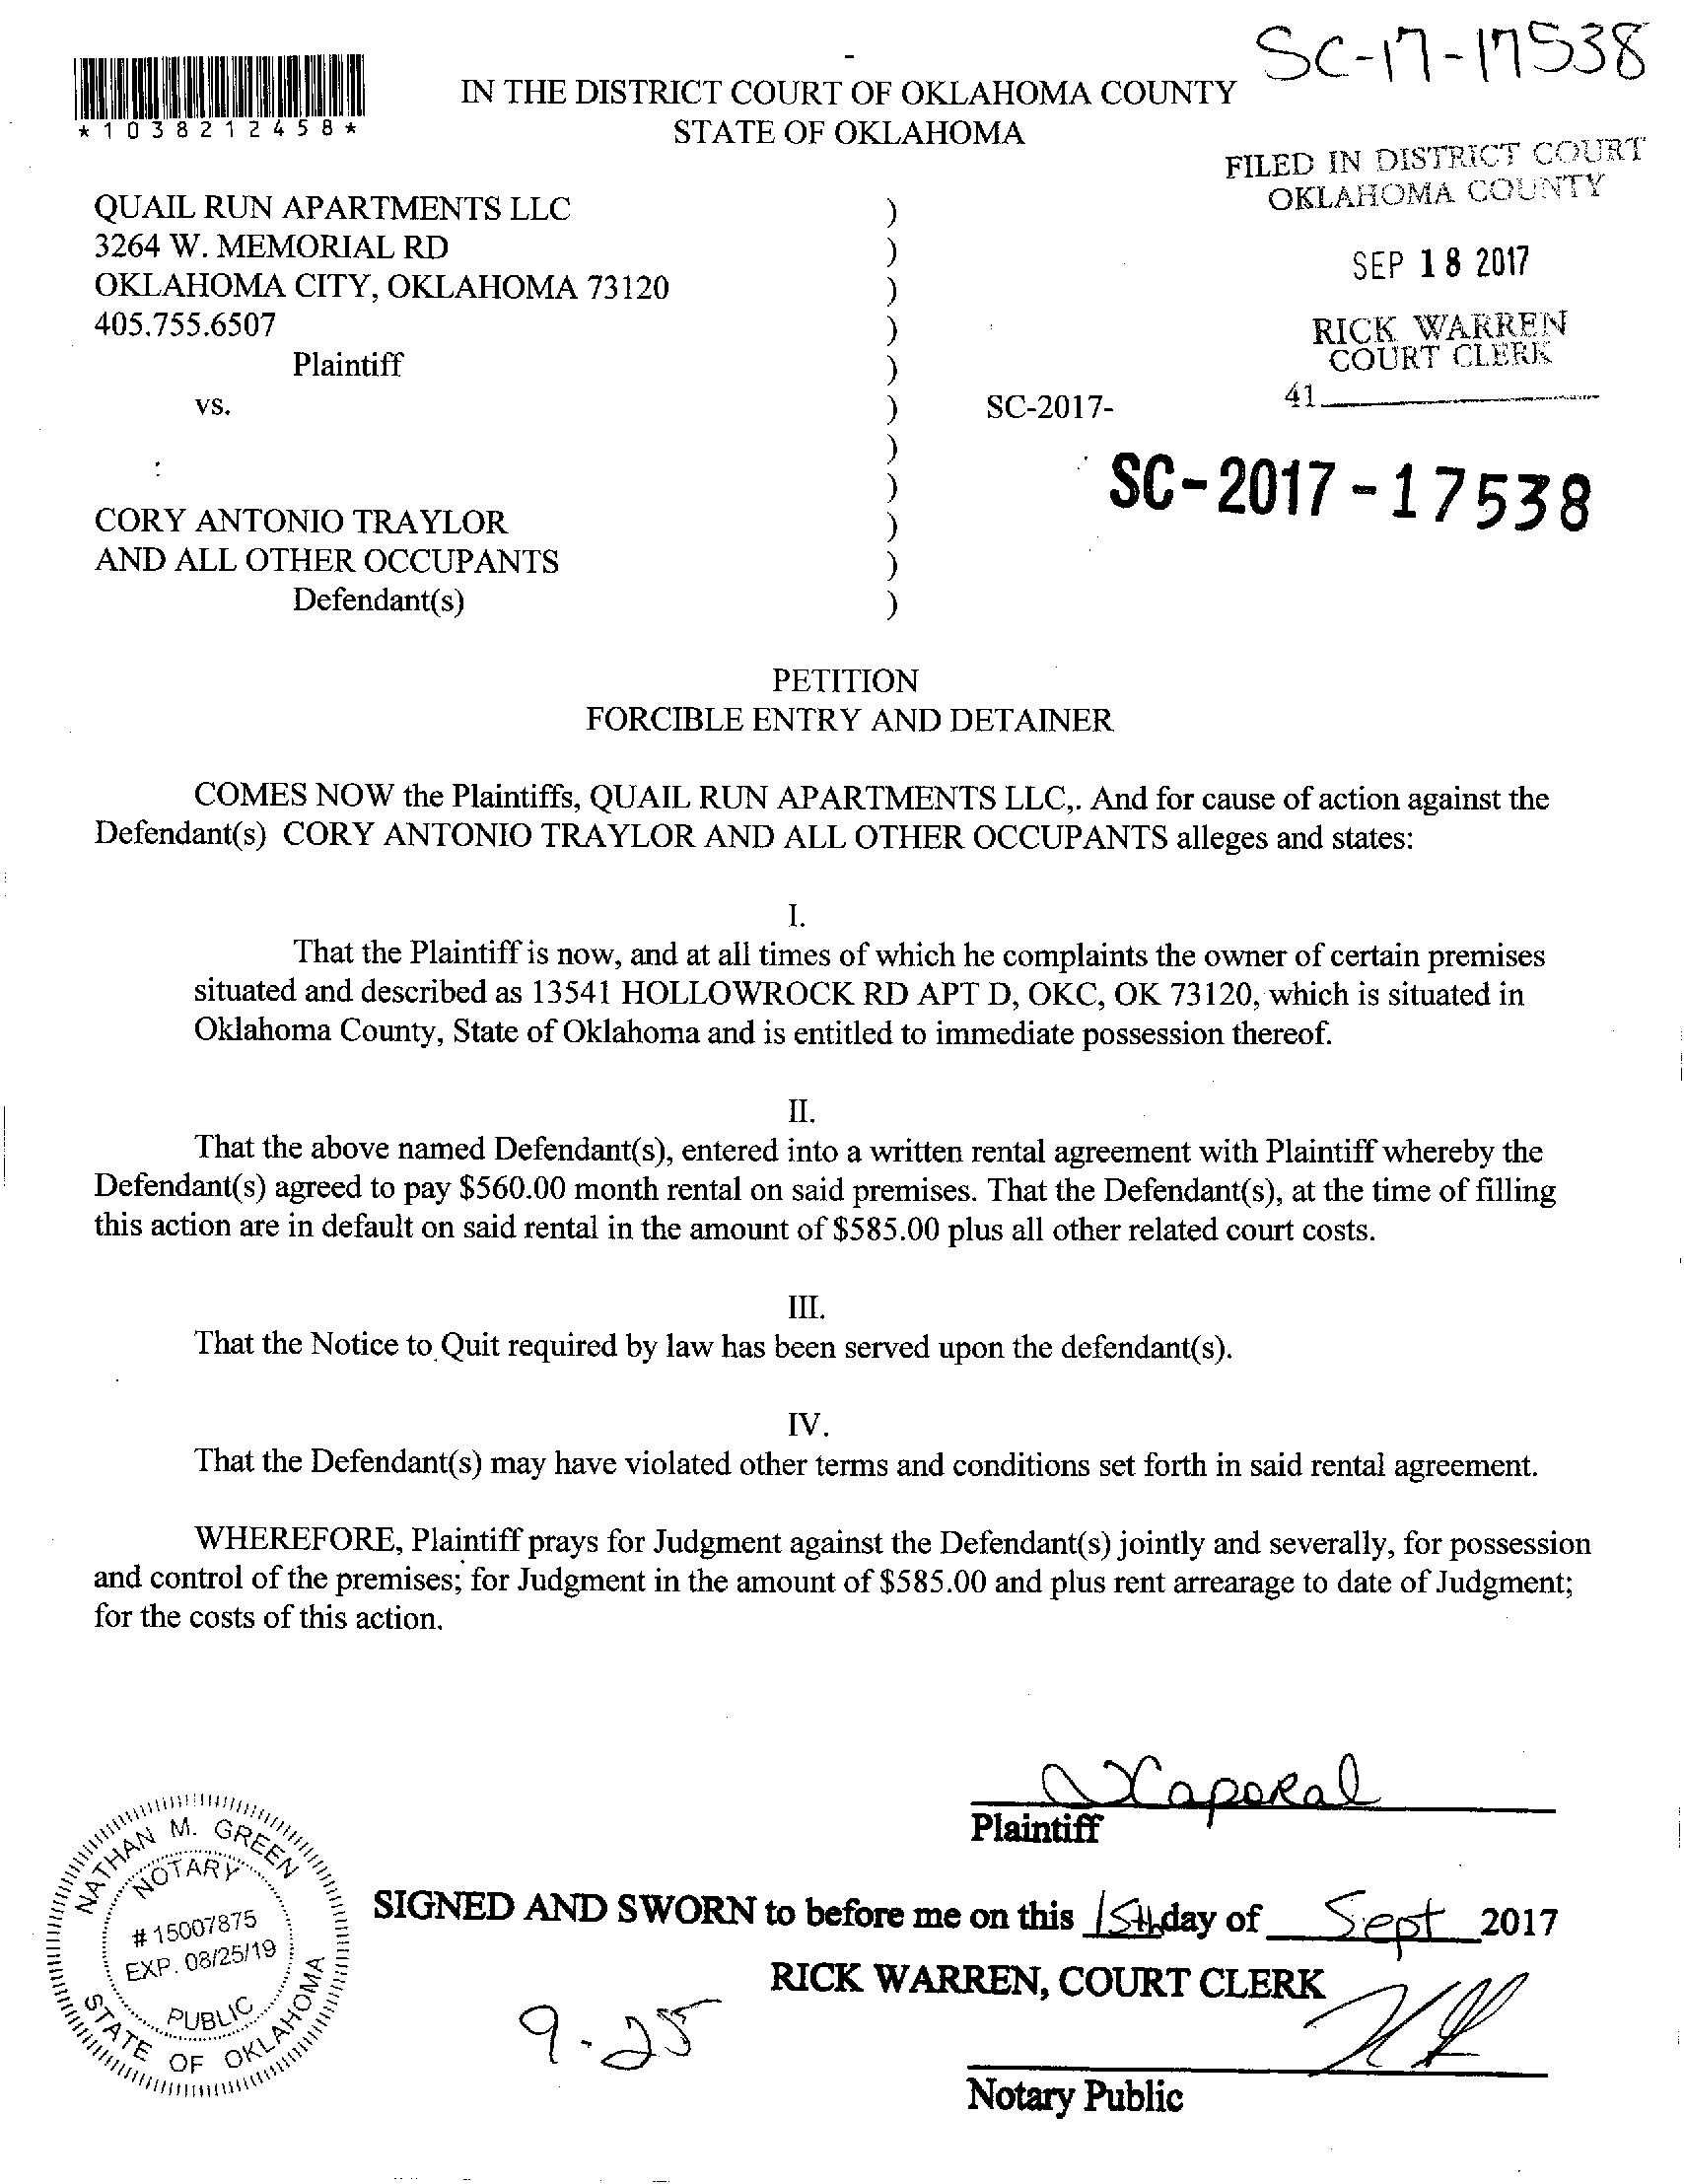 SC-17-17538
*1038212458*
IN THE DISTRICT COURT OF OKLAHOMA COUNTY
STATE OF OKLAHOMA
FILED IN DISTRICT COURT
OKLAHOMA COUNTY
SEP 18 2017
RICK WARREN
COURT CLERK
41
QUAIL RUN APARTMENTS LLC )
3264 W. MEMORIAL RD )
OKLAHOMA CITY, OKLAHOMA 73120 )
405.755.6507 )
Plaintiff )
vs. ) SC-2017-
)
: )
SC-2017-17538
CORY ANTONIO TRAYLOR )
AND ALL OTHER OCCUPANTS )
Defendant(s) )
PETITION
FORCIBLE ENTRY AND DETAINER
COMES NOW the Plaintiffs, QUAIL RUN APARTMENTS LLC,. And for cause of action against the
Defendant(s) CORY ANTONIO TRAYLOR AND ALL OTHER OCCUPANTS alleges and states:
I.
That the Plaintiff is now, and at all times of which he complaints the owner of certain premises
situated and described as 13541 HOLLOWROCK RD APT D, OKC, OK 73120, which is situated in
Oklahoma County, State of Oklahoma and is entitled to immediate possession thereof.
II.
That the above named Defendant(s), entered into a written rental agreement with Plaintiff whereby the
Defendant(s) agreed to pay $560.00 month rental on said premises. That the Defendant(s), at the time of filling
this action are in default on said rental in the amount of $585.00 plus all other related court costs.
III.
That the Notice to Quit required by law has been served upon the defendant(s).
IV.
That the Defendant(s) may have violated other terms and conditions set forth in said rental agreement.
WHEREFORE, Plaintiff prays for Judgment against the Defendant(s) jointly and severally, for possession
and control of the premises; for Judgment in the amount of $585.00 and plus rent arrearage to date of Judgment;
for the costs of this action.
Plaintiff
NATHAN M. GREEN
NOTARY
# 15007875
EXP. 08/25/19
PUBLIC
STATE OF OKLAHOMA
SIGNED AND SWORN to before me on this 15th day of Sept 2017
RICK WARREN, COURT CLERK
9-25
Notary Public